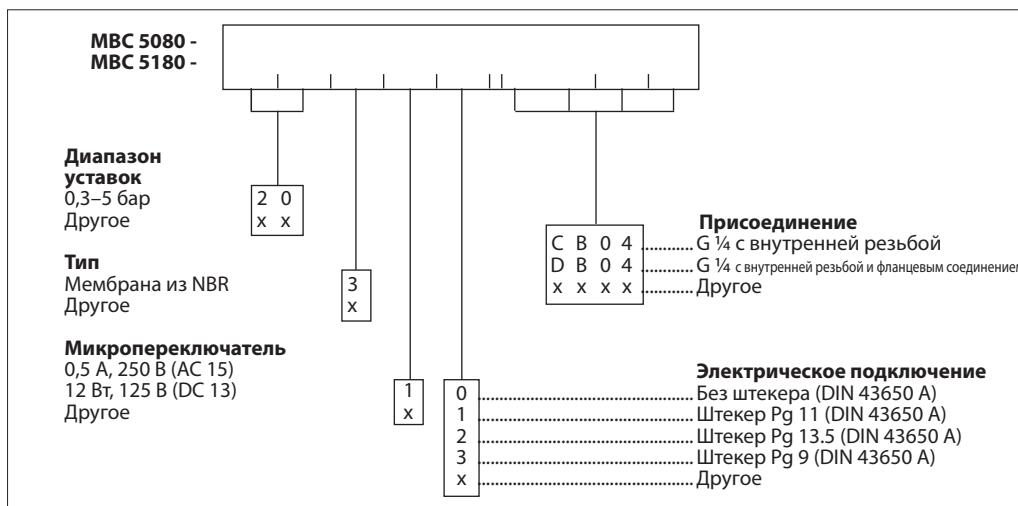 MBC 5080 -
MBC 5180 -
Диапазон
уставок
0,3–5 бар
Другое
2 0
x x
Тип
Мембрана из NBR
Другое
3
x
Микропереключатель
0,5 А, 250 В (AC 15)
12 Вт, 125 В (DC 13)
Другое
1
x
Присоединение
C B 0 4 ............ G ¼ с внутренней резьбой
D B 0 4 ............ G ¼ с внутренней резьбой и фланцевым соединением
x x x x ............ Другое
Электрическое подключение
0 ............ Без штекера (DIN 43650 A)
1 ............ Штекер Pg 11 (DIN 43650 A)
2 ............ Штекер Pg 13.5 (DIN 43650 A)
3 ............ Штекер Pg 9 (DIN 43650 A)
x ............ Другое